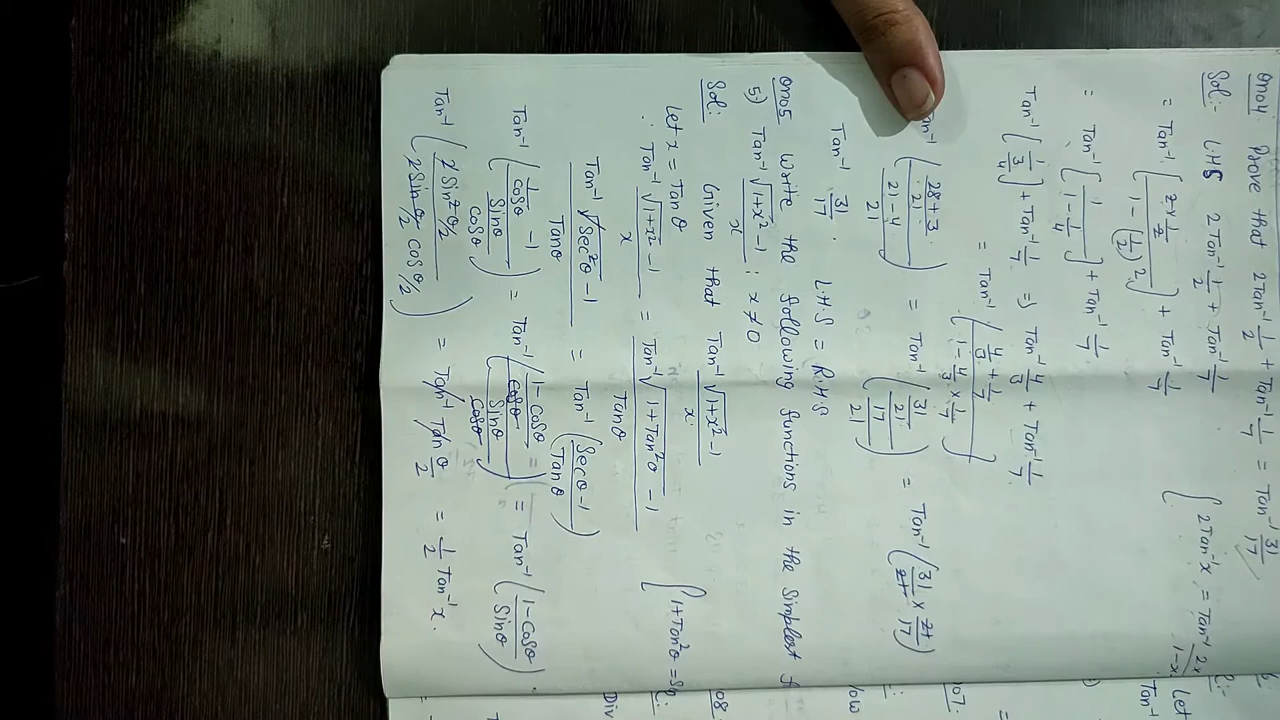 Qno4 Prove that 2Tan⁻¹ 1/2 + Tan⁻¹ 1/7 = Tan⁻¹ 31/17
Sol:- L.H.S 2Tan⁻¹ 1/2 + Tan⁻¹ 1/7 { 2Tan⁻¹x = Tan⁻¹ 2x/1-x
= Tan⁻¹ [ 2 × 1/2 / 1 - (1/2)² ] + Tan⁻¹ 1/7
= Tan⁻¹ [ 1 / 1 - 1/4 ] + Tan⁻¹ 1/7
Tan⁻¹ [ 1 / 3/4 ] + Tan⁻¹ 1/7 ⇒ Tan⁻¹ 4/3 + Tan⁻¹ 1/7
= Tan⁻¹ [ 4/3 + 1/7 / 1 - 4/3 × 1/7 ]
Tan⁻¹ ( 28+3/21 / 21-4/21 ) = Tan⁻¹ ( 31/21 / 17/21 ) = Tan⁻¹ ( 31/21 × 21/17 )
Tan⁻¹ 31/17 . L.H.S = R.H.S
Qno5 Write the following functions in the simplest f
5) Tan⁻¹ √1+x² -1 / x ; x ≠ 0
Sol: Given that Tan⁻¹ √1+x² -1 / x
Let x = Tanθ
∴ Tan⁻¹ √1+x² -1 / x = Tan⁻¹ √1+Tan²θ -1 / Tanθ { 1+Tan²θ = Se
Tan⁻¹ √Sec²θ -1 / Tanθ = Tan⁻¹ ( Secθ -1 / Tanθ )
Tan⁻¹ ( 1/cosθ -1 / Sinθ/cosθ ) = Tan⁻¹ ( 1-cosθ/cosθ / Sinθ/cosθ ) = Tan⁻¹ ( 1-cosθ / Sinθ ) .
Tan⁻¹ ( 2Sin²θ/2 / 2Sinθ/2 cosθ/2 ) = Tan⁻¹ Tan θ/2 = 1/2 Tan⁻¹x .
Let
Tan⁻¹
107.
low
08.
Div